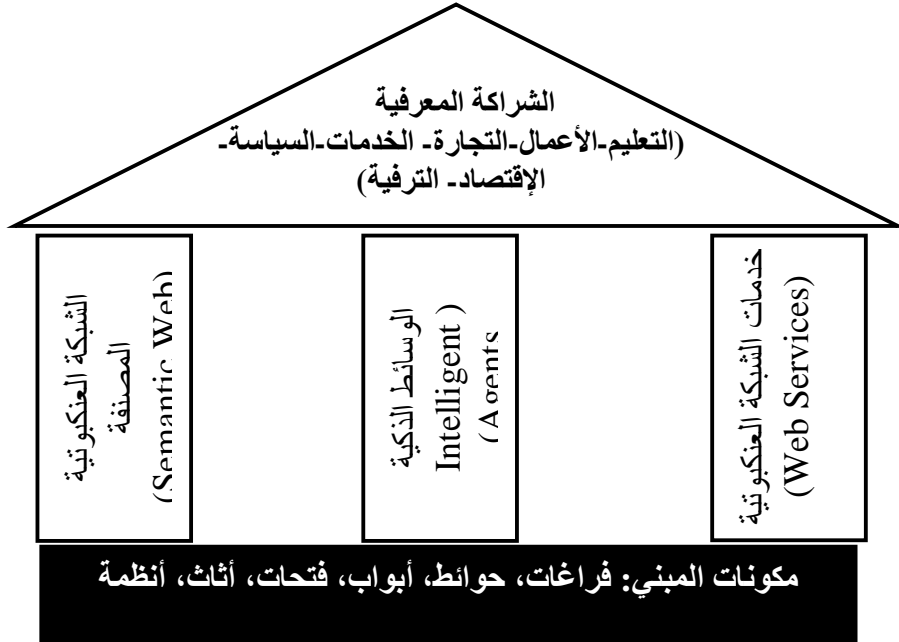 الشراكة المعرفية
(التعليم-الأعمال-التجارة- الخدمات-السياسة-
الإقتصاد- الترفية)
خدمات الشبكة العنكبوتية
(Web Services)
الوسائط الذكية
Intelligent )
(Agents
الشبكة العنكبوتية
المصنفة
(Semantic Web)
مكونات المبني: فراغات، حوائط، أبواب، فتحات، أثاث، أنظمة